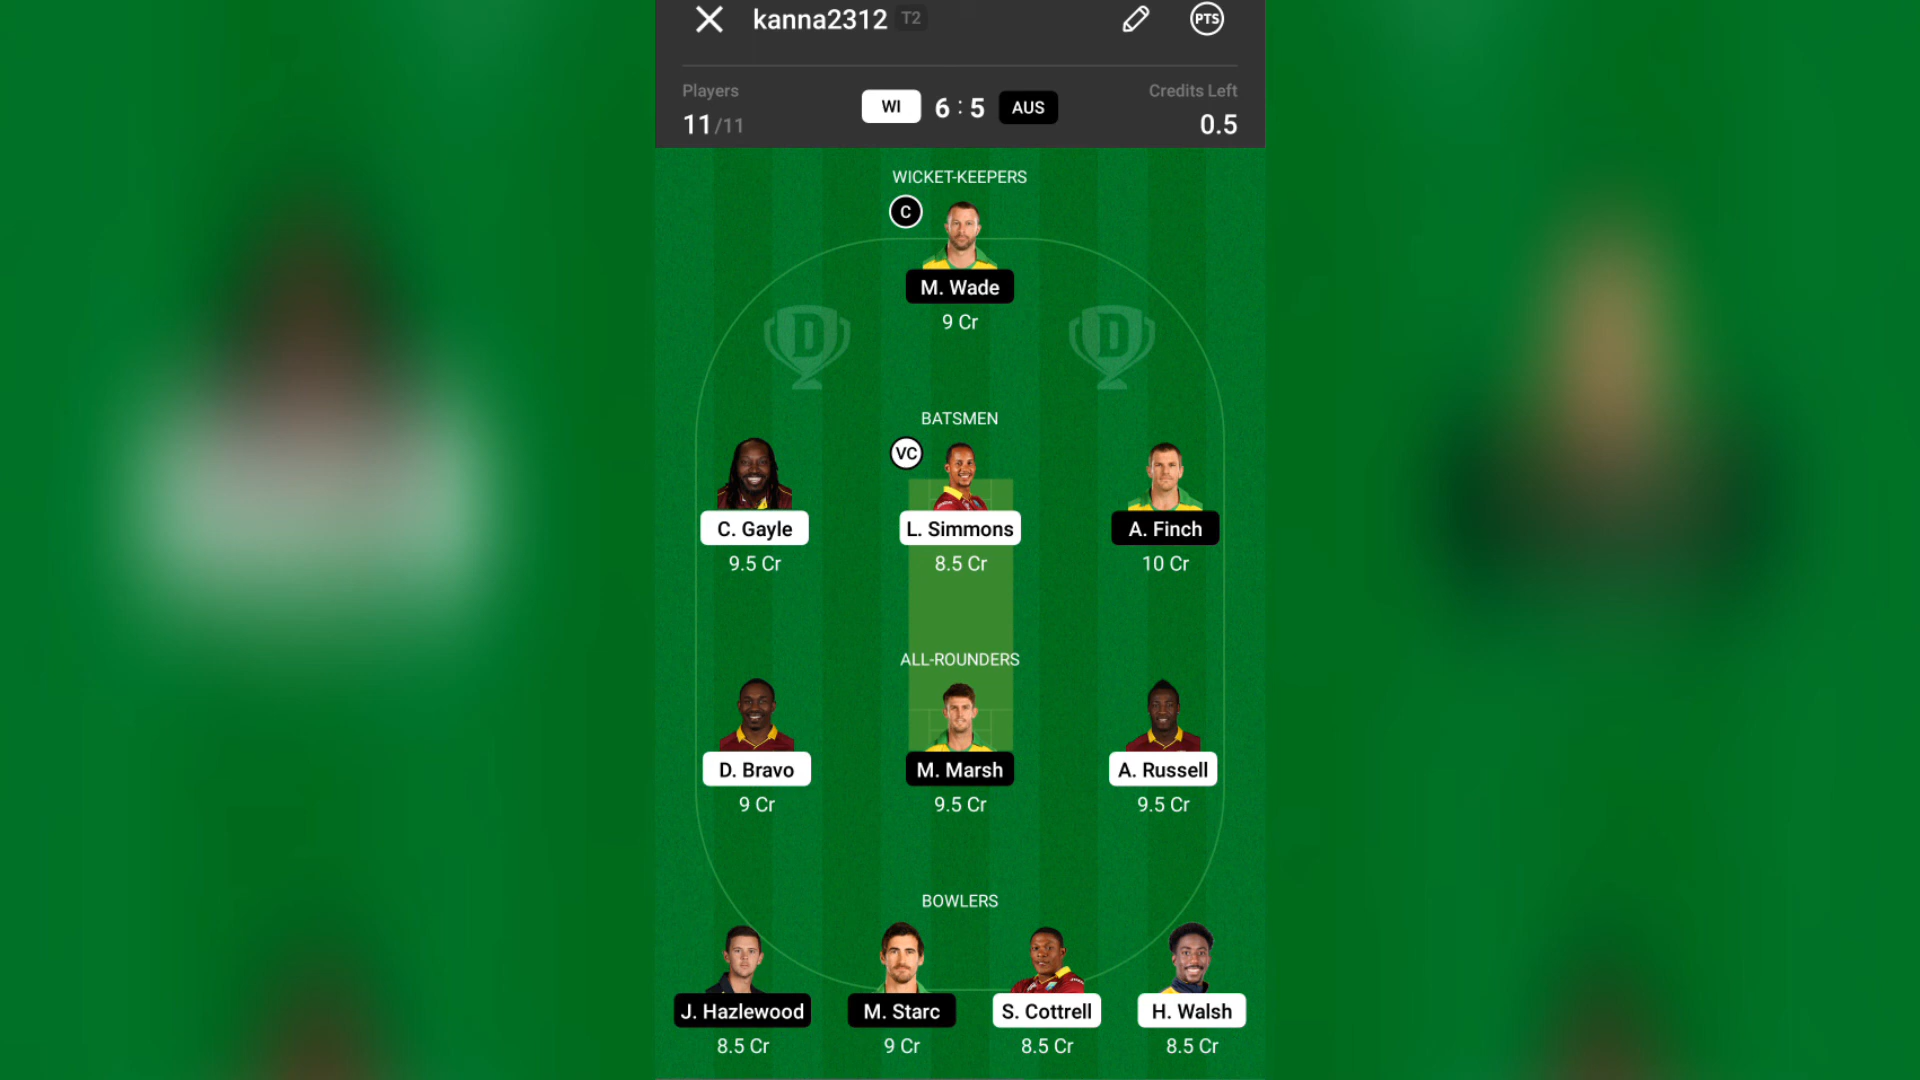 kanna2312 T2
PTS
Players
Credits Left
WI 6 : 5 AUS
11/11
0.5
WICKET-KEEPERS
C
M. Wade
9 Cr
D D
BATSMEN
VC
C. Gayle L. Simmons A. Finch
9.5 Cr 8.5 Cr 10 Cr
ALL-ROUNDERS
D. Bravo M. Marsh A. Russell
9 Cr 9.5 Cr 9.5 Cr
BOWLERS
J. Hazlewood M. Starc S. Cottrell H. Walsh
8.5 Cr 9 Cr 8.5 Cr 8.5 Cr